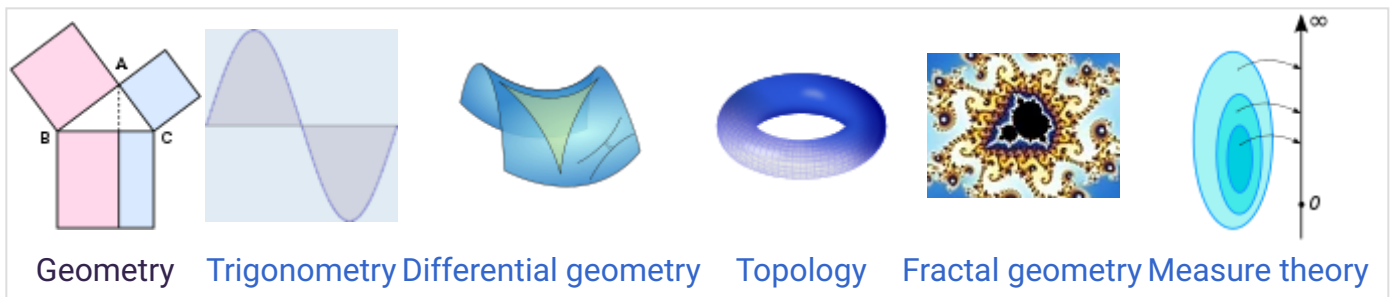 A
B
C
∞
0
Geometry
Trigonometry
Differential geometry
Topology
Fractal geometry
Measure theory